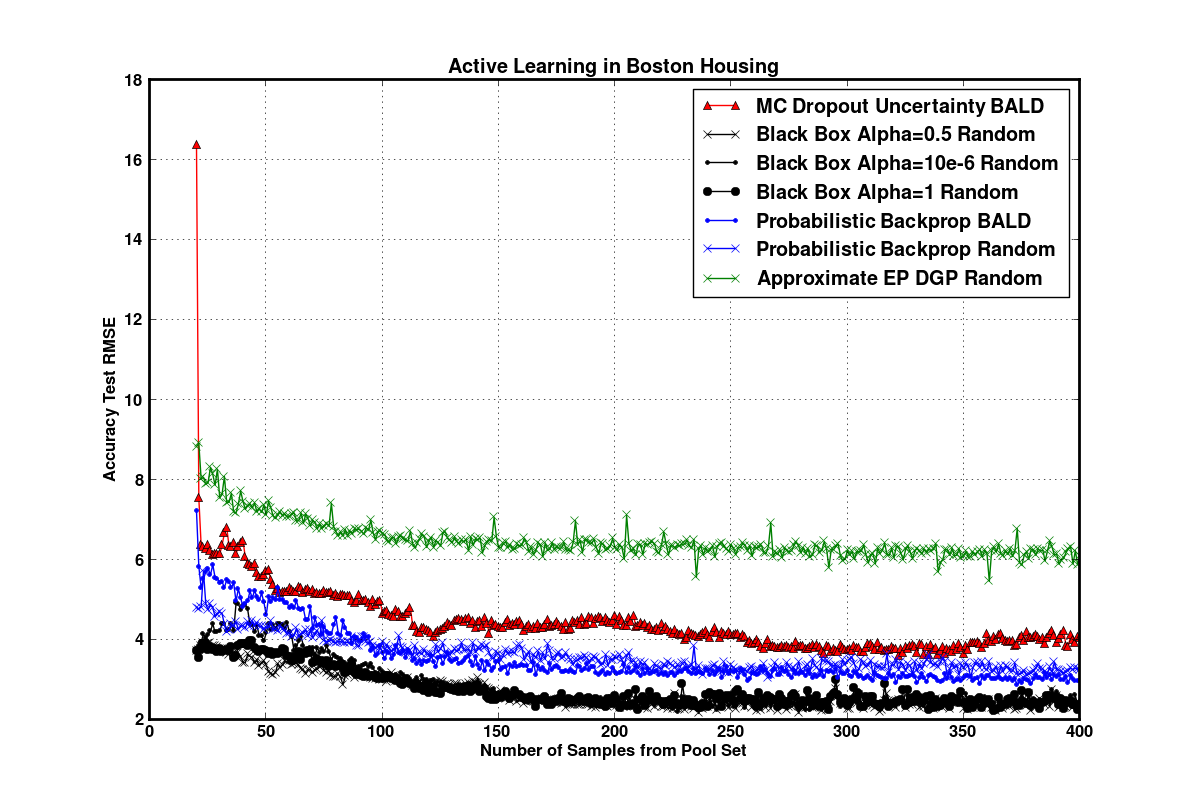 Active Learning in Boston Housing
18
16
14
12
10
8
6
4
2
Accuracy Test RMSE
MC Dropout Uncertainty BALD
Black Box Alpha=0.5 Random
Black Box Alpha=10e-6 Random
Black Box Alpha=1 Random
Probabilistic Backprop BALD
Probabilistic Backprop Random
Approximate EP DGP Random
0 50 100 150 200 250 300 350 400
Number of Samples from Pool Set